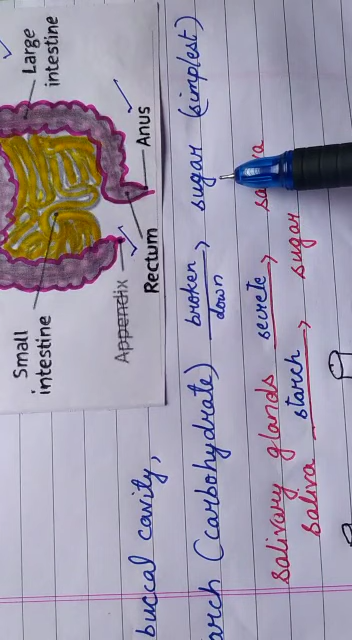 Large
intestine
Anus
Rectum
Appendix
Small
intestine
buccal cavity,
arch (carbohydrate) broken down → sugar (simplest)
salivary glands secrete →
saliva starch → sugar